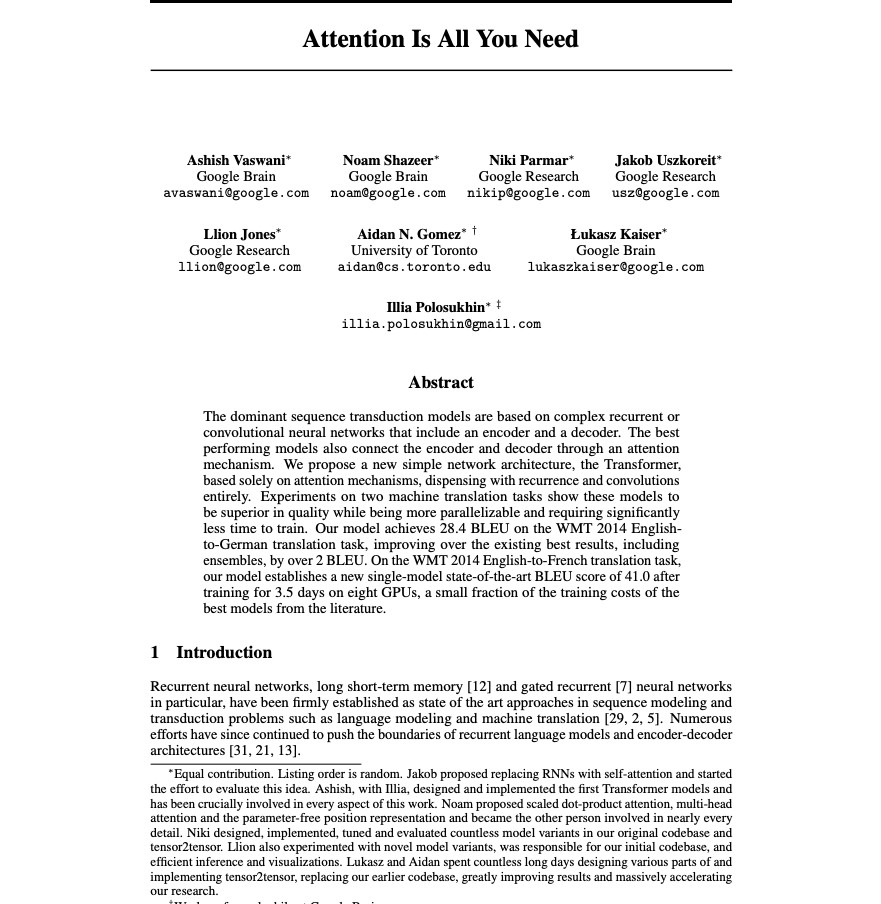 Attention Is All You Need
Ashish Vaswani∗ Noam Shazeer∗ Niki Parmar∗ Jakob Uszkoreit∗
Google Brain Google Brain Google Research Google Research
avaswani@google.com noam@google.com nikip@google.com usz@google.com
Llion Jones∗ Aidan N. Gomez∗ † Łukasz Kaiser∗
Google Research University of Toronto Google Brain
llion@google.com aidan@cs.toronto.edu lukaszkaiser@google.com
Illia Polosukhin∗ ‡
illia.polosukhin@gmail.com
Abstract
The dominant sequence transduction models are based on complex recurrent or
convolutional neural networks that include an encoder and a decoder. The best
performing models also connect the encoder and decoder through an attention
mechanism. We propose a new simple network architecture, the Transformer,
based solely on attention mechanisms, dispensing with recurrence and convolutions
entirely. Experiments on two machine translation tasks show these models to
be superior in quality while being more parallelizable and requiring significantly
less time to train. Our model achieves 28.4 BLEU on the WMT 2014 English-
to-German translation task, improving over the existing best results, including
ensembles, by over 2 BLEU. On the WMT 2014 English-to-French translation task,
our model establishes a new single-model state-of-the-art BLEU score of 41.0 after
training for 3.5 days on eight GPUs, a small fraction of the training costs of the
best models from the literature.
1 Introduction
Recurrent neural networks, long short-term memory [12] and gated recurrent [7] neural networks
in particular, have been firmly established as state of the art approaches in sequence modeling and
transduction problems such as language modeling and machine translation [29, 2, 5]. Numerous
efforts have since continued to push the boundaries of recurrent language models and encoder-decoder
architectures [31, 21, 13].
∗Equal contribution. Listing order is random. Jakob proposed replacing RNNs with self-attention and started
the effort to evaluate this idea. Ashish, with Illia, designed and implemented the first Transformer models and
has been crucially involved in every aspect of this work. Noam proposed scaled dot-product attention, multi-head
attention and the parameter-free position representation and became the other person involved in nearly every
detail. Niki designed, implemented, tuned and evaluated countless model variants in our original codebase and
tensor2tensor. Llion also experimented with novel model variants, was responsible for our initial codebase, and
efficient inference and visualizations. Lukasz and Aidan spent countless long days designing various parts of and
implementing tensor2tensor, replacing our earlier codebase, greatly improving results and massively accelerating
our research.